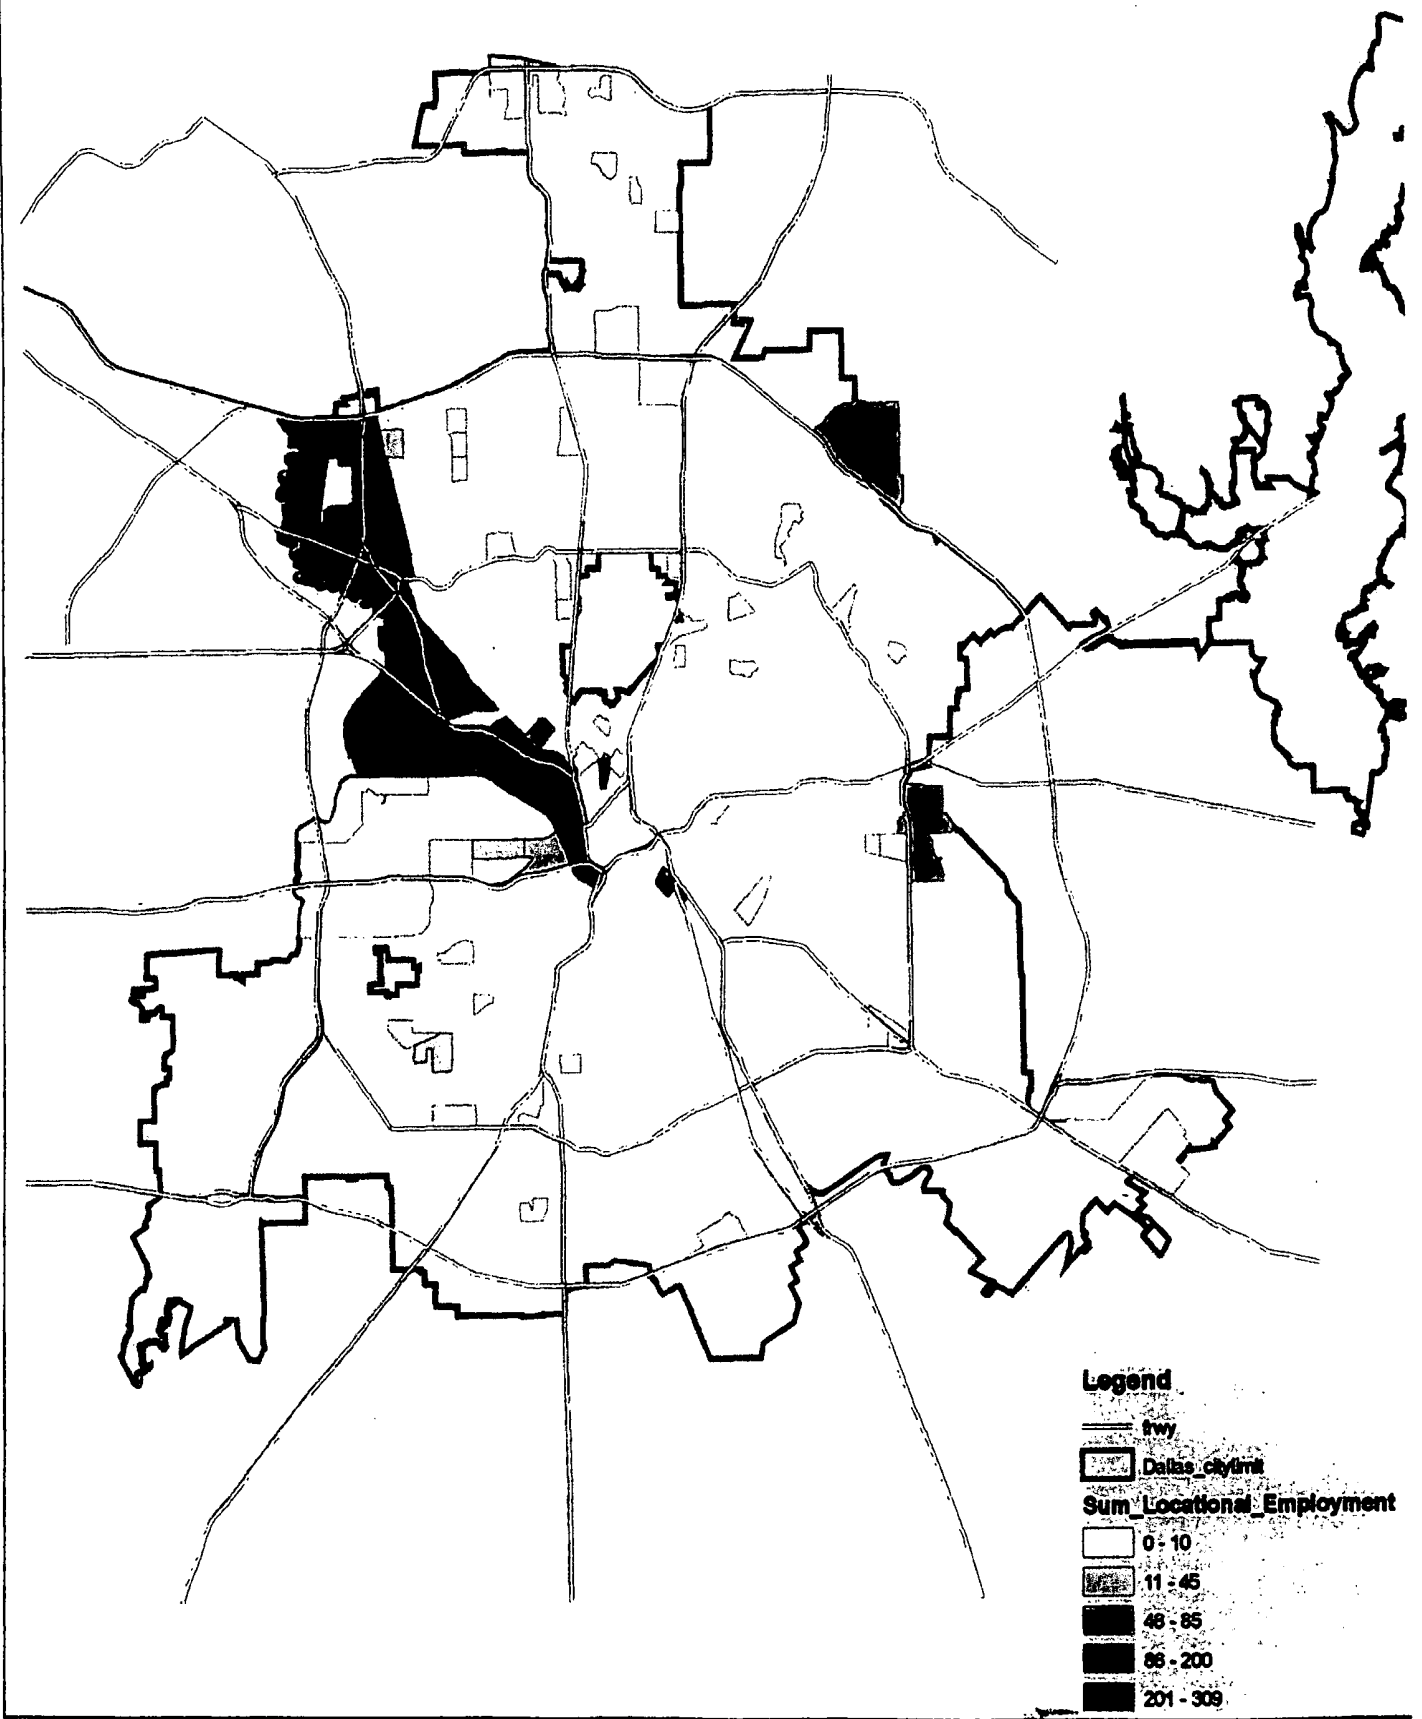 Legend
frwy
Dallas_citylimit
Sum_Locational_Employment
0 - 10
11 - 45
46 - 85
86 - 200
201 - 309